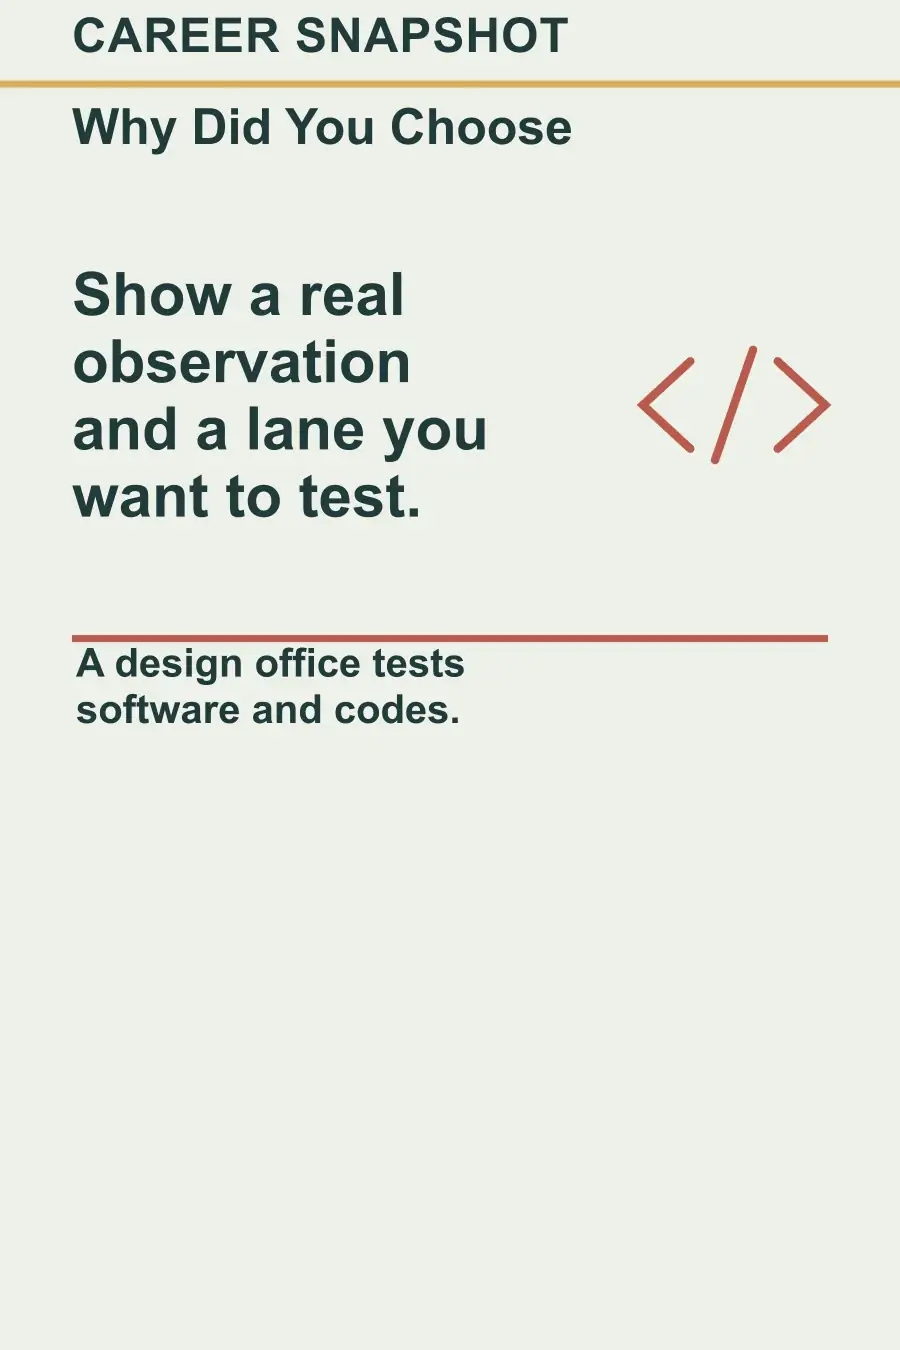 CAREER SNAPSHOT
Why Did You Choose
Show a real
observation
and a lane you
want to test.
A design office tests
software and codes.